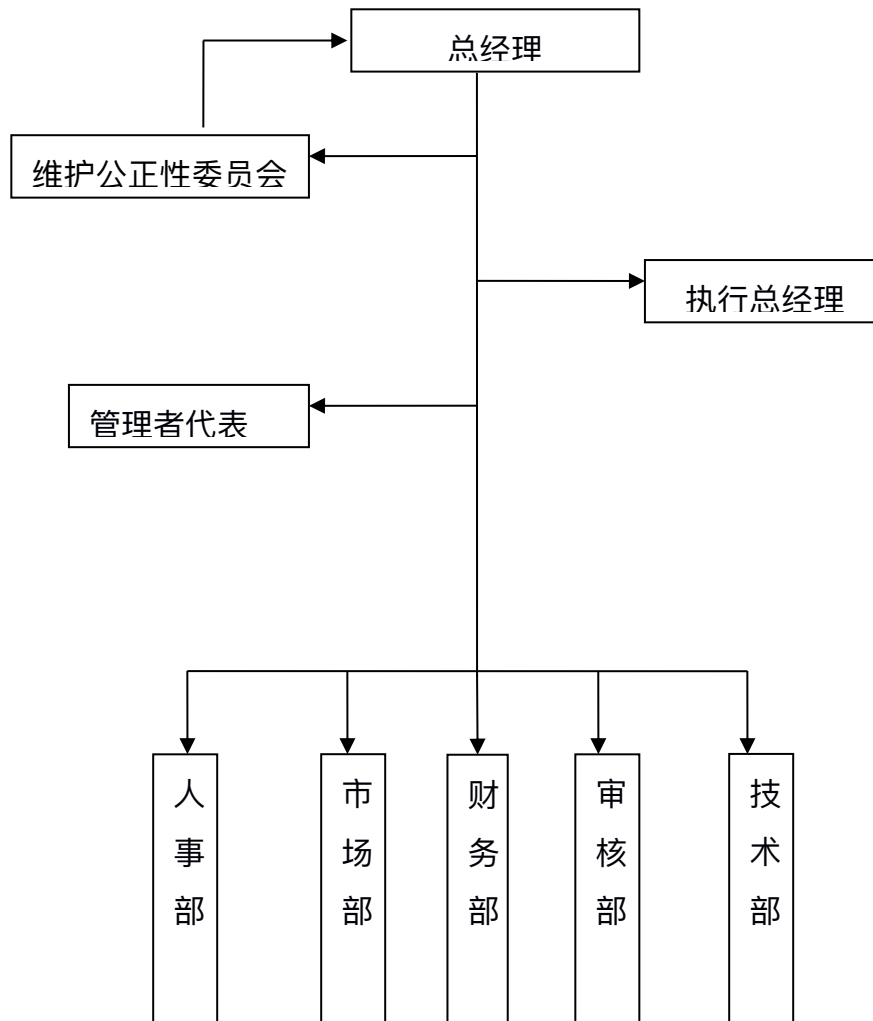 总经理
维护公正性委员会
执行总经理
管理者代表
人事部
市场部
财务部
审核部
技术部